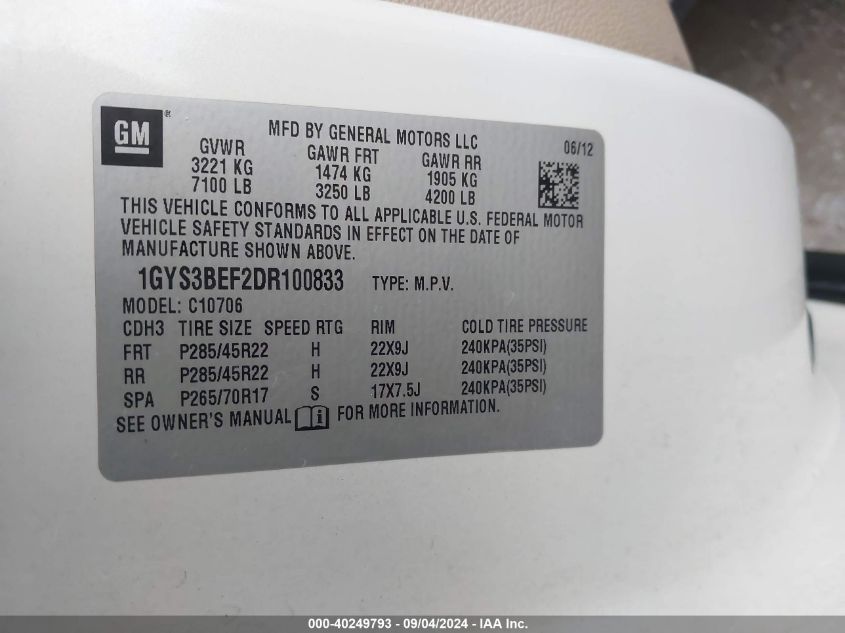 GM®
MFD BY GENERAL MOTORS LLC 06/12
GVWR GAWR FRT GAWR RR
3221 KG 1474 KG 1905 KG
7100 LB 3250 LB 4200 LB
THIS VEHICLE CONFORMS TO ALL APPLICABLE U.S. FEDERAL MOTOR
VEHICLE SAFETY STANDARDS IN EFFECT ON THE DATE OF
MANUFACTURE SHOWN ABOVE.
1GYS3BEF2DR100833 TYPE: M.P.V.
MODEL: C10706
CDH3 TIRE SIZE SPEED RTG RIM COLD TIRE PRESSURE
FRT P285/45R22 H 22X9J 240KPA(35PSI)
RR P285/45R22 H 22X9J 240KPA(35PSI)
SPA P265/70R17 S 17X7.5J 240KPA(35PSI)
SEE OWNER'S MANUAL i FOR MORE INFORMATION.
000-40249793 - 09/04/2024 - IAA Inc.